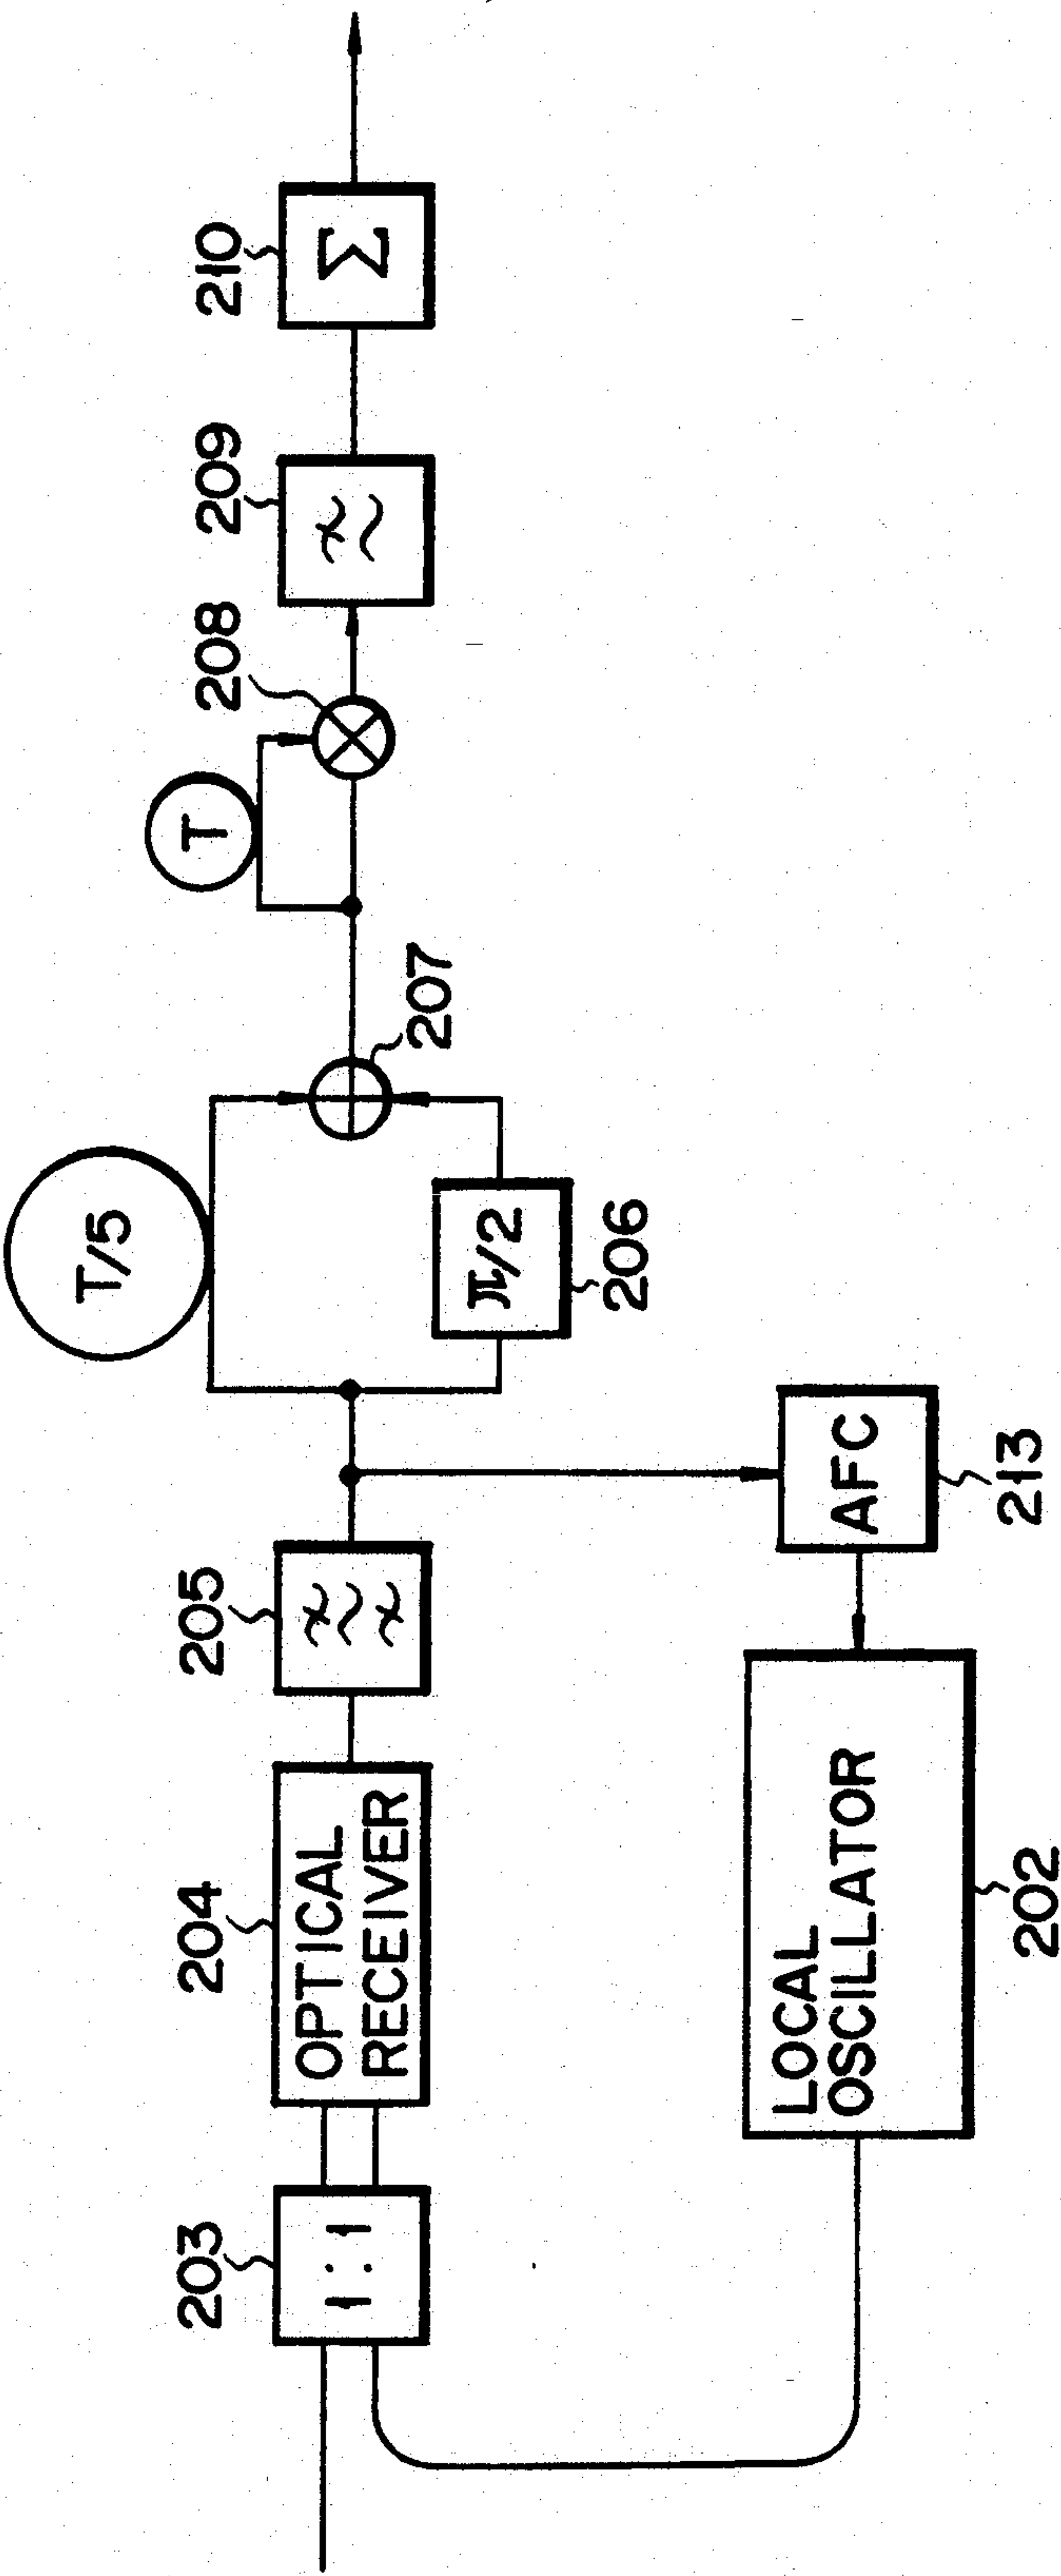 203
1:1
204
OPTICAL
RECEIVER
205
T/5
π/2
206
207
T
208
209
210
Σ
LOCAL
OSCILLATOR
202
AFC
213